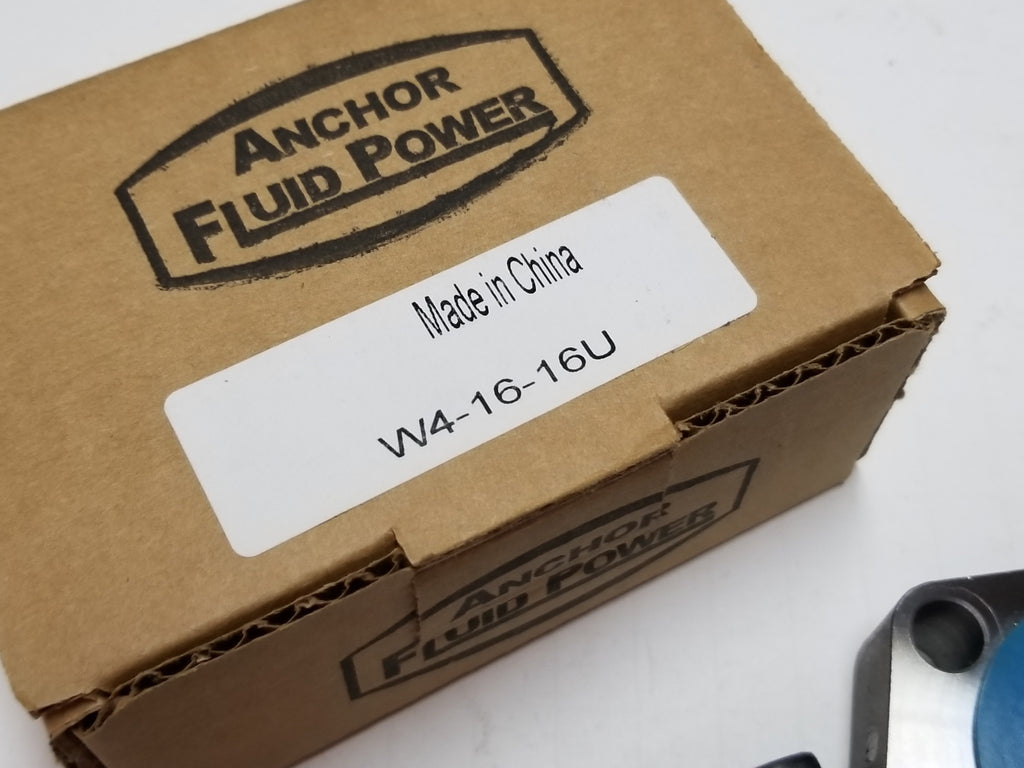 ANCHOR
FLUID POWER
Made in China
W4-16-16U
ANCHOR
FLUID POWER